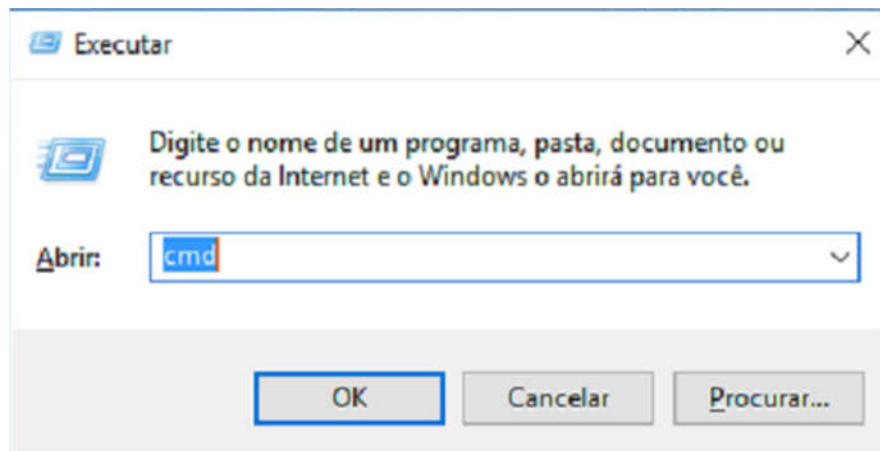 Executar
Digite o nome de um programa, pasta, documento ou
recurso da Internet e o Windows o abrirá para você.
Abrir: cmd
OK Cancelar Procurar...